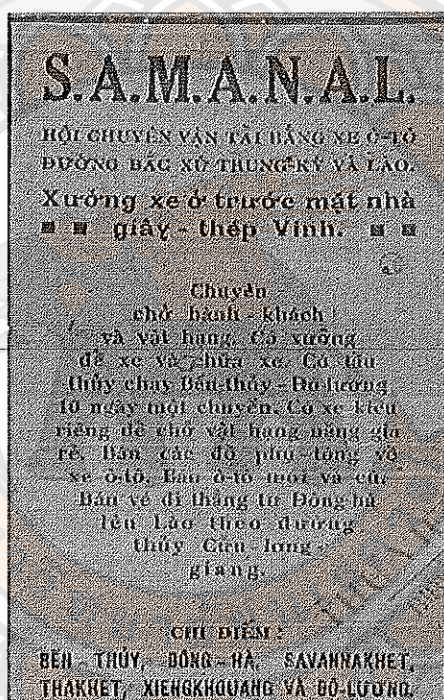 S.A.M.A.N.A.L.
HỘI CHUYÊN VẬN TẢI BẰNG XE Ô-TÔ
ĐƯỜNG BẮC XỨ TRUNG-KỲ VÀ LÀO.
Xưởng xe ở trước mặt nhà
giây - thép Vinh.
Chuyên
chở hành - khách
và vật hạng. Có xưởng
để xe và chữa xe. Có tàu
thủy chạy Bến-thủy - Đô-lương
10 ngày một chuyến. Có xe kiểu
riêng để chở vật hạng nặng giá
rẻ. Bán các đồ phụ-tùng về
xe ô-tô. Bán ô-tô mới và cũ.
Bán vé đi thẳng từ Đông-hà
lên Lào theo đường
thủy Cửu - long -
giang.
CHI ĐIẾM :
BẾN - THỦY, ĐÔNG - HÀ, SAVANNAKHET,
THAKHET, XIENGKHOUANG VÀ ĐÔ-LƯƠNG.